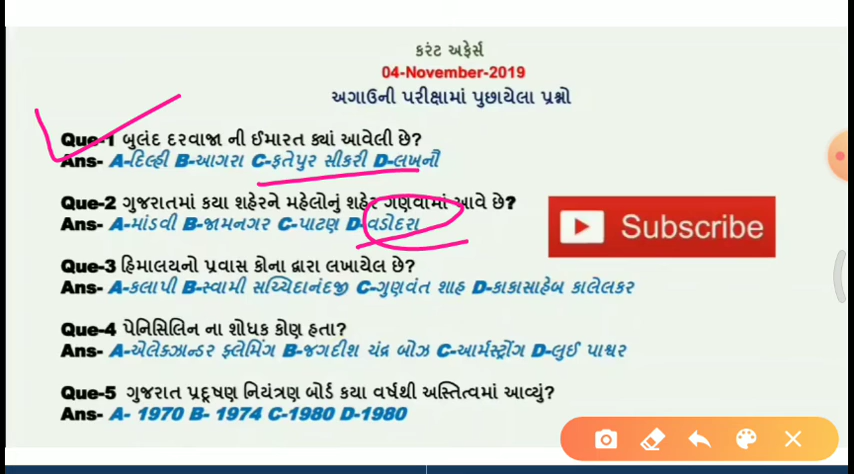 કરંટ અફેર્સ
04-November-2019
અગાઉની પરીક્ષામાં પુછાયેલા પ્રશ્નો
Que-1 બુલંદ દરવાજા ની ઈમારત ક્યાં આવેલી છે?
Ans- A-દિલ્હી B-આગરા C-ફતેપુર સીકરી D-લખનૌ
Que-2 ગુજરાતમાં કયા શહેરને મહેલોનું શહેર ગણવામાં આવે છે?
Ans- A-માંડવી B-જામનગર C-પાટણ D-વડોદરા
Subscribe
Que-3 હિમાલયનો પ્રવાસ કોના દ્વારા લખાયેલ છે?
Ans- A-કલાપી B-સ્વામી સચ્ચિદાનંદજી C-ગુણવંત શાહ D-કાકાસાહેબ કાલેલકર
Que-4 પેનિસિલિન ના શોધક કોણ હતા?
Ans- A-એલેક્ઝાન્ડર ફ્લેમિંગ B-જગદીશ ચંદ્ર બોઝ C-આર્મસ્ટ્રોંગ D-લુઈ પાશ્વર
Que-5 ગુજરાત પ્રદૂષણ નિયંત્રણ બોર્ડ કયા વર્ષથી અસ્તિત્વમાં આવ્યું?
Ans- A- 1970 B- 1974 C-1980 D-1980